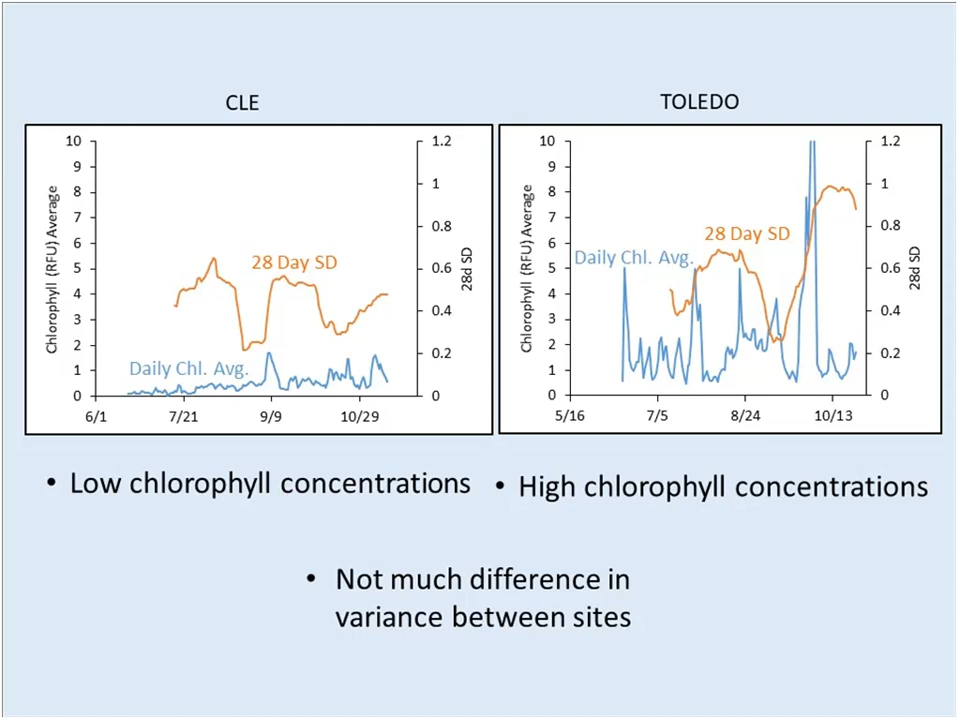 CLE
10
9
8
7
6
5
4
3
2
1
0
Chlorophyll (RFU) Average
1.2
1
0.8
0.6
0.4
0.2
0
28d SD
28 Day SD
Daily Chl. Avg.
6/1 7/21 9/9 10/29
TOLEDO
10
9
8
7
6
5
4
3
2
1
0
Chlorophyll (RFU) Average
1.2
1
0.8
0.6
0.4
0.2
0
28d SD
28 Day SD
Daily Chl. Avg.
5/16 7/5 8/24 10/13
• Low chlorophyll concentrations
• High chlorophyll concentrations
• Not much difference in
variance between sites